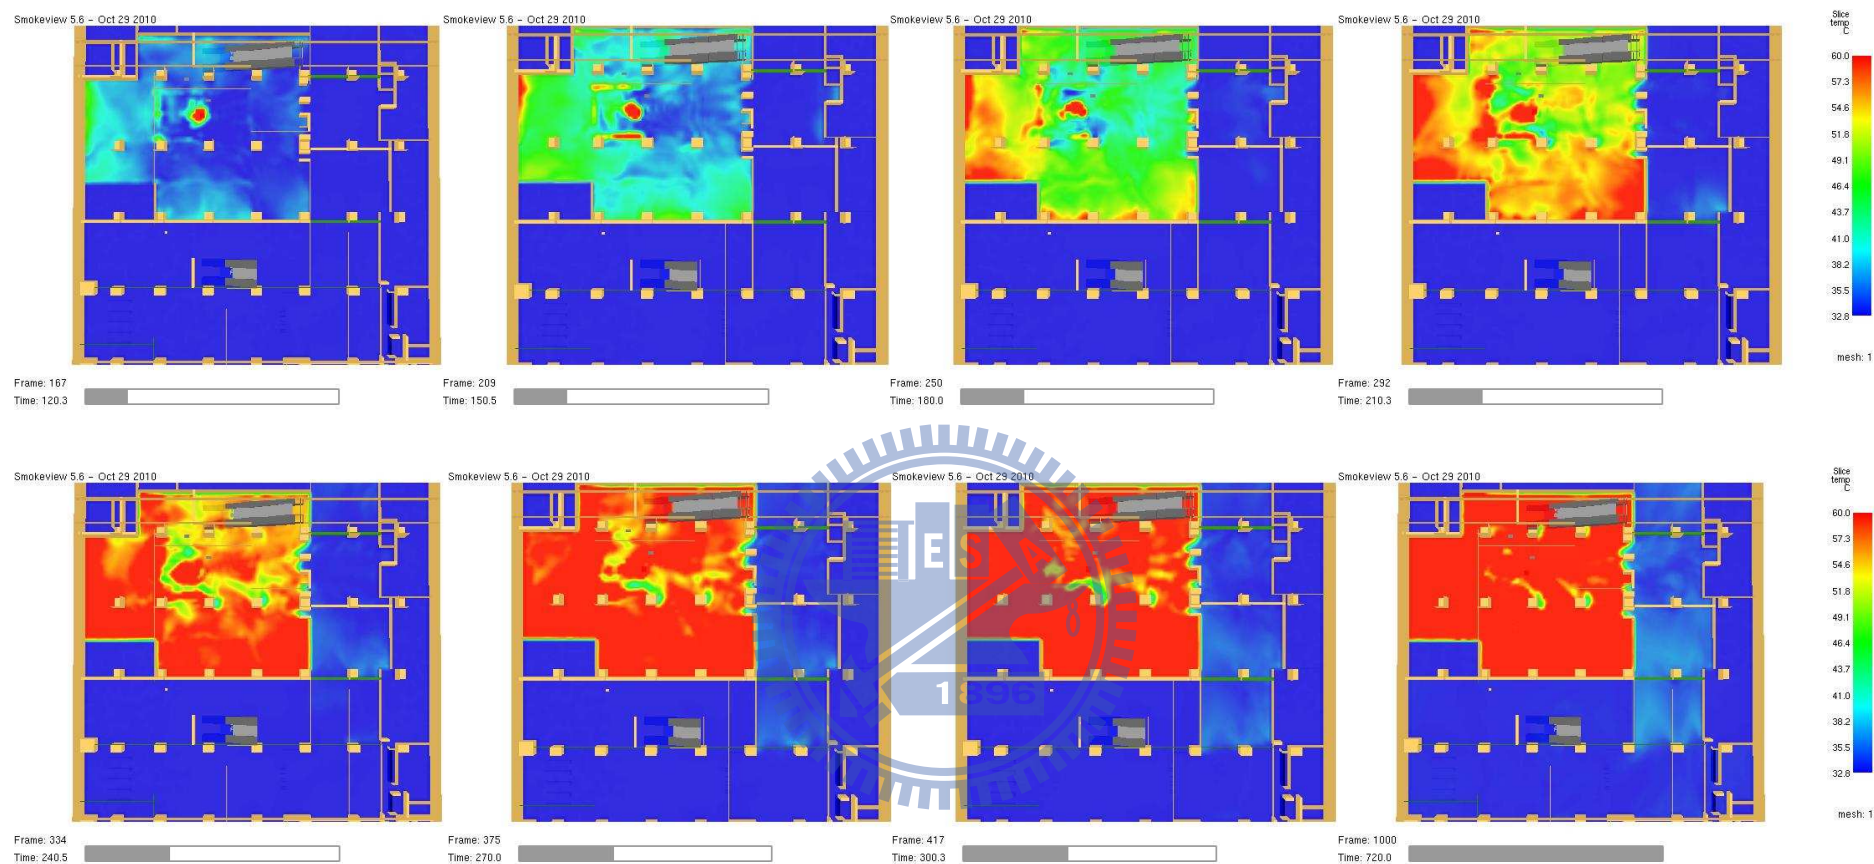 Smokeview 5.6 – Oct 29 2010
Smokeview 5.6 – Oct 29 2010
Smokeview 5.6 – Oct 29 2010
Smokeview 5.6 – Oct 29 2010
Slice
temp
C
60.0
57.3
54.6
51.8
49.1
46.4
43.7
41.0
38.2
35.5
32.8
mesh: 1
Frame: 167
Time: 120.3
Frame: 209
Time: 150.5
Frame: 250
Time: 180.0
Frame: 292
Time: 210.3
Smokeview 5.6 – Oct 29 2010
Smokeview 5.6 – Oct 29 2010
Smokeview 5.6 – Oct 29 2010
Smokeview 5.6 – Oct 29 2010
Slice
temp
C
60.0
57.3
54.6
51.8
49.1
46.4
43.7
41.0
38.2
35.5
32.8
mesh: 1
E S A
1896
Frame: 334
Time: 240.5
Frame: 375
Time: 270.0
Frame: 417
Time: 300.3
Frame: 1000
Time: 720.0